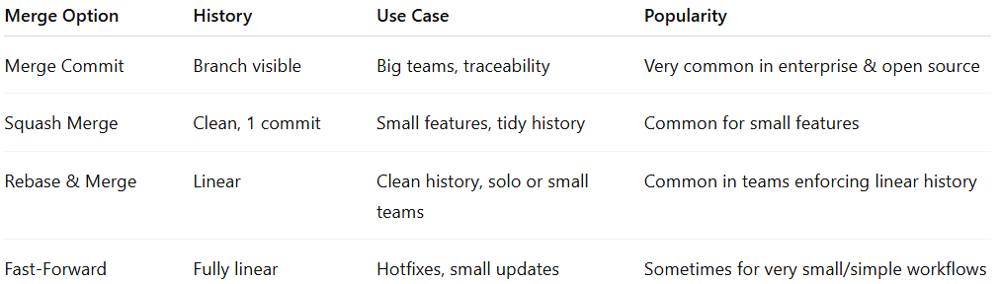 Merge Option History Use Case Popularity
Merge Commit Branch visible Big teams, traceability Very common in enterprise & open source
Squash Merge Clean, 1 commit Small features, tidy history Common for small features
Rebase & Merge Linear Clean history, solo or small Common in teams enforcing linear history
teams
Fast-Forward Fully linear Hotfixes, small updates Sometimes for very small/simple workflows